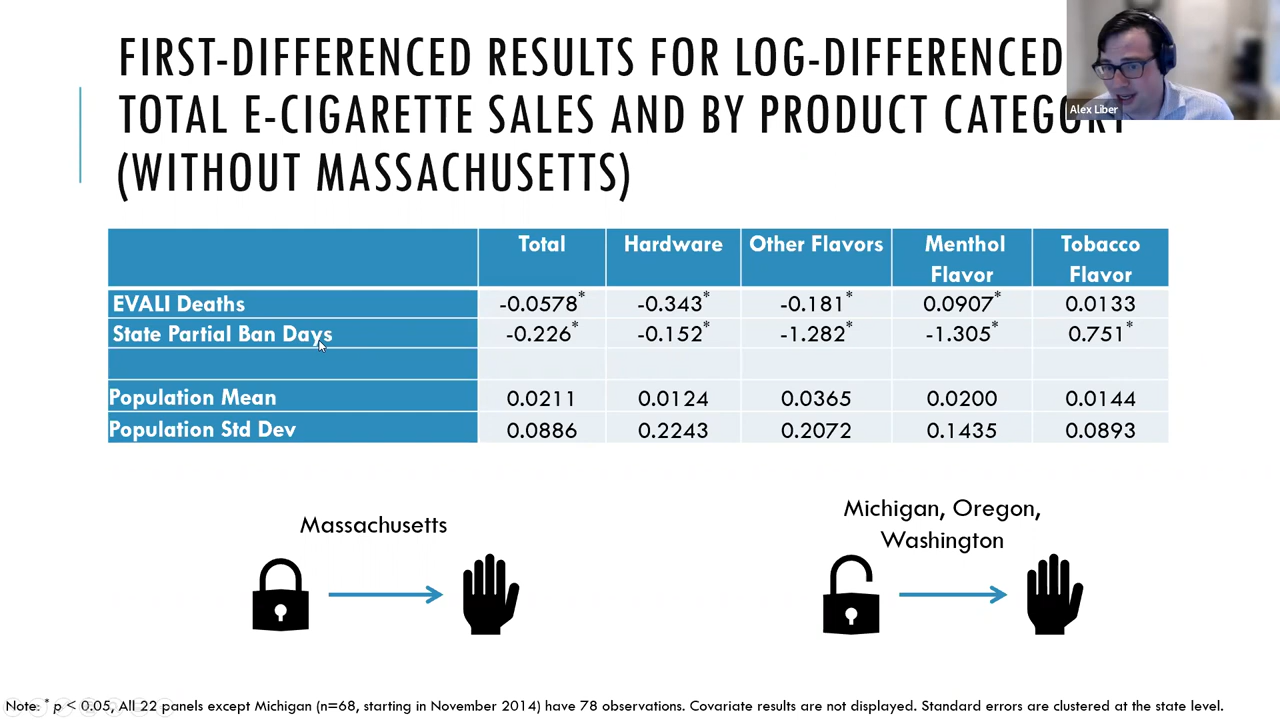 FIRST-DIFFERENCED RESULTS FOR LOG-DIFFERENCED
TOTAL E-CIGARETTE SALES AND BY PRODUCT CATEGORY
(WITHOUT MASSACHUSETTS)
Alex Liber
Total Hardware Other Flavors Menthol Flavor Tobacco Flavor
EVALI Deaths -0.0578* -0.343* -0.181* 0.0907* 0.0133
State Partial Ban Days -0.226* -0.152* -1.282* -1.305* 0.751*
Population Mean 0.0211 0.0124 0.0365 0.0200 0.0144
Population Std Dev 0.0886 0.2243 0.2072 0.1435 0.0893
Massachusetts
Michigan, Oregon,
Washington
Note: * p < 0.05, All 22 panels except Michigan (n=68, starting in November 2014) have 78 observations. Covariate results are not displayed. Standard errors are clustered at the state level.